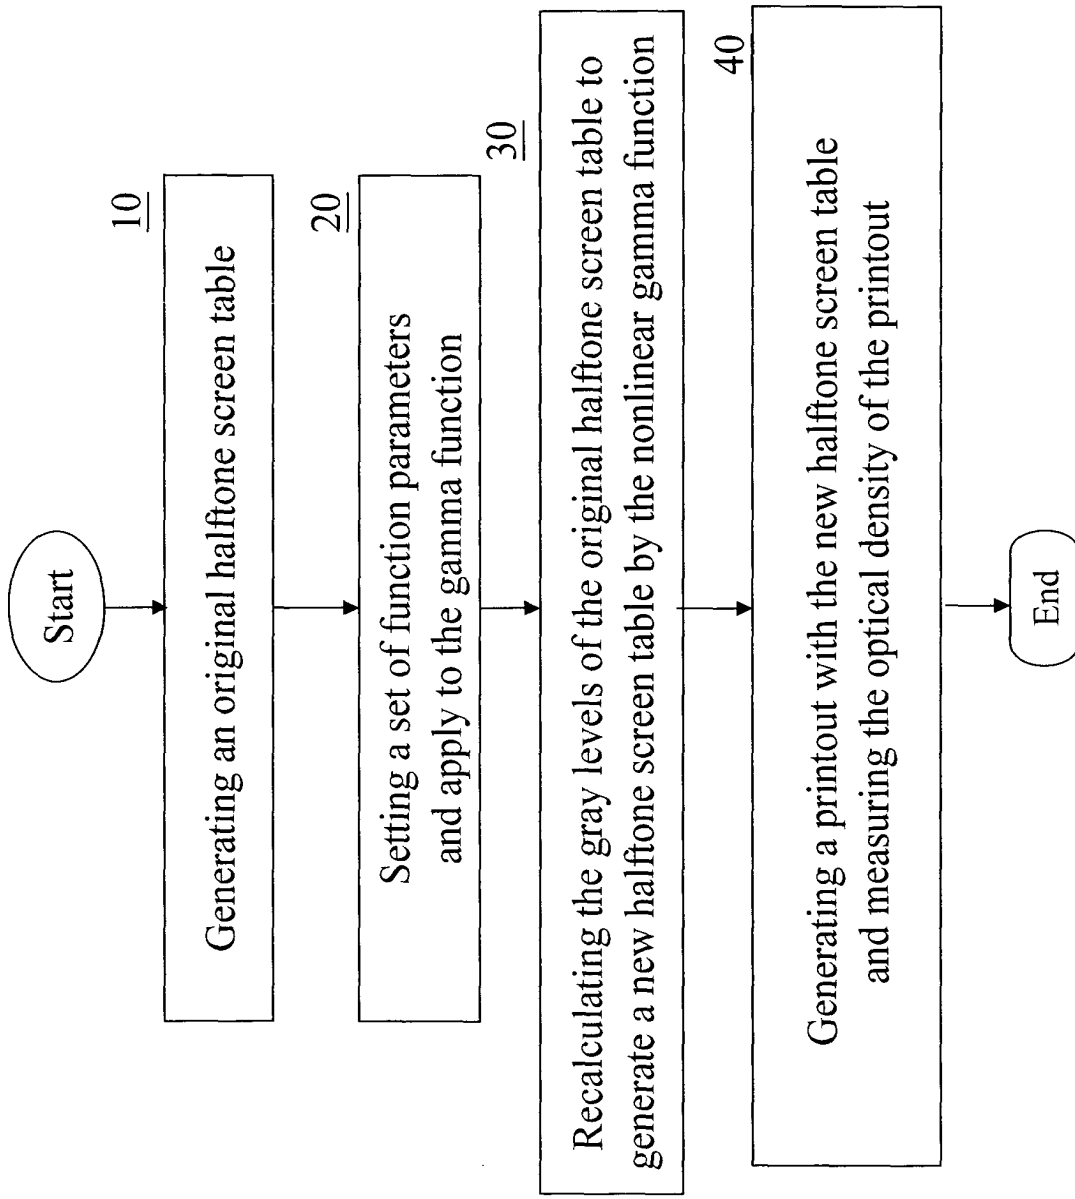 Start
10
Generating an original halftone screen table
20
Setting a set of function parameters
and apply to the gamma function
30
Recalculating the gray levels of the original halftone screen table to
generate a new halftone screen table by the nonlinear gamma function
40
Generating a printout with the new halftone screen table
and measuring the optical density of the printout
End